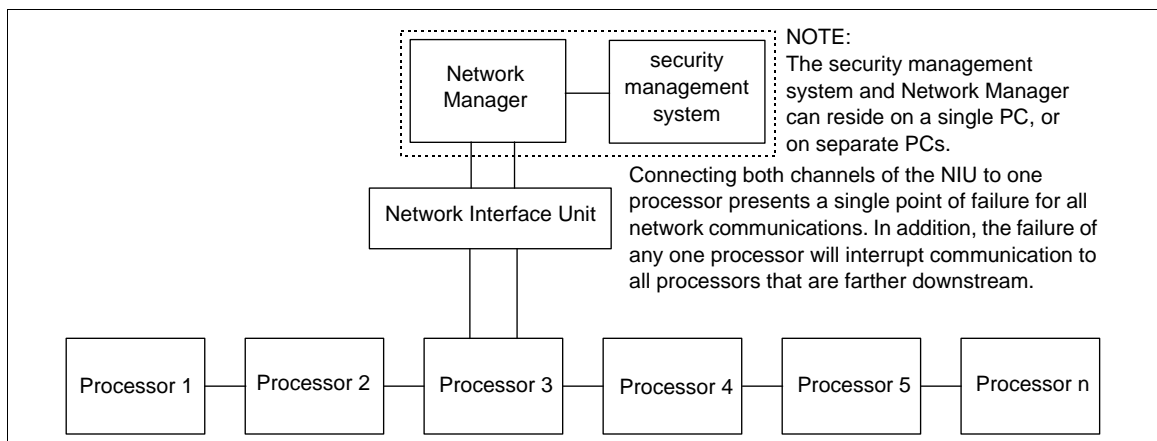 Network
Manager
security
management
system
NOTE:
The security management
system and Network Manager
can reside on a single PC, or
on separate PCs.
Network Interface Unit
Connecting both channels of the NIU to one
processor presents a single point of failure for all
network communications. In addition, the failure of
any one processor will interrupt communication to
all processors that are farther downstream.
Processor 1
Processor 2
Processor 3
Processor 4
Processor 5
Processor n